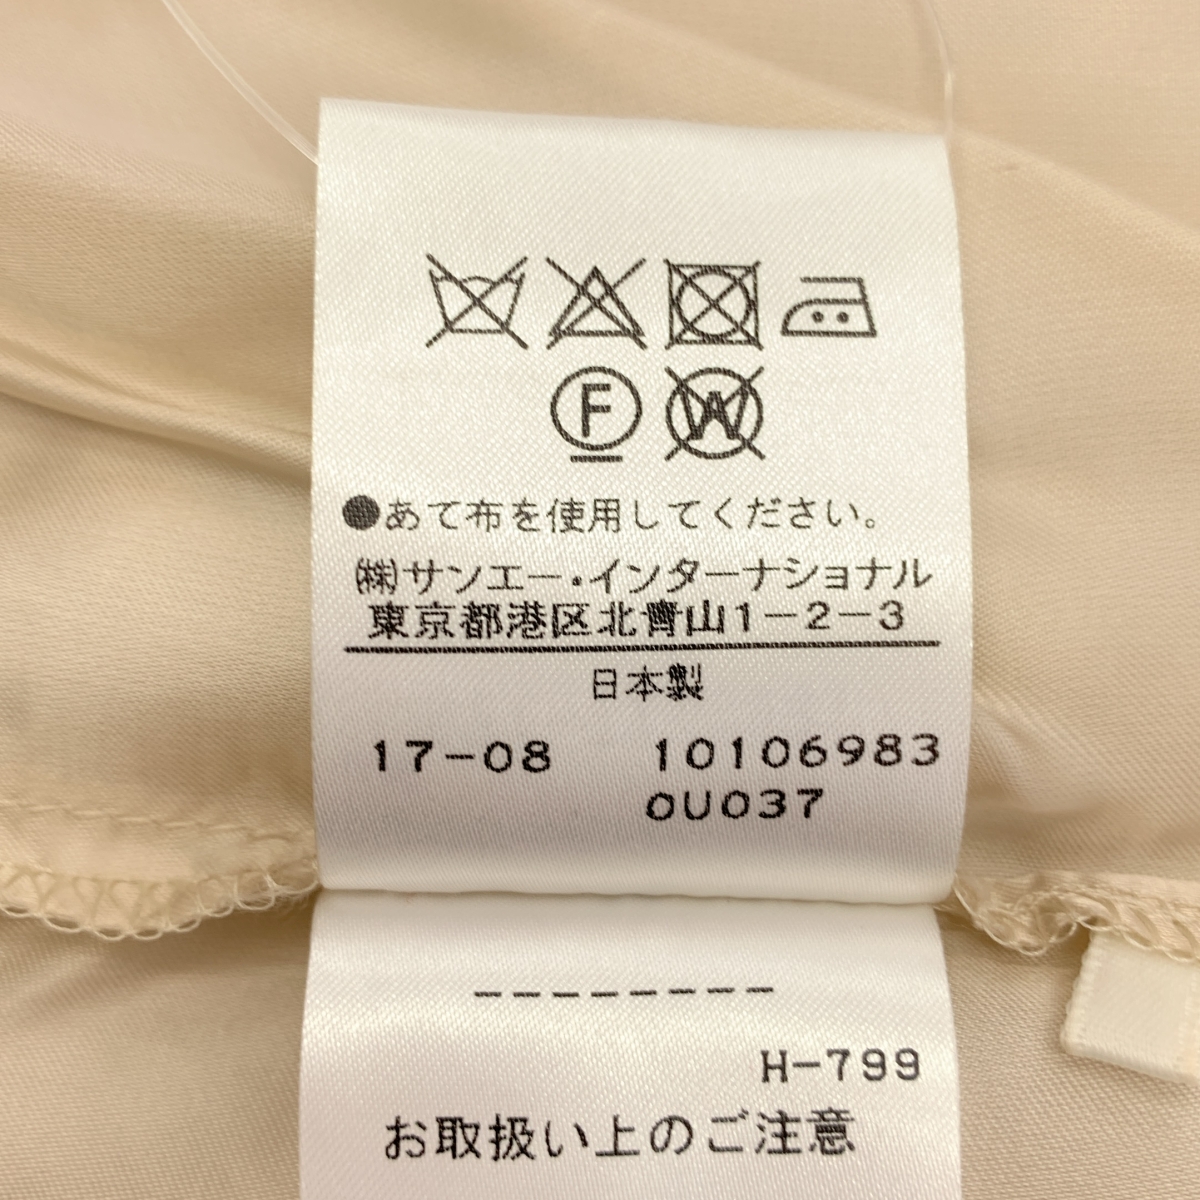 F W
●あて布を使用してください。
㈱サンエー・インターナショナル
東京都港区北青山1-2-3
日本製
17-08 10106983
0U037
--------
H-799
お取扱い上のご注意